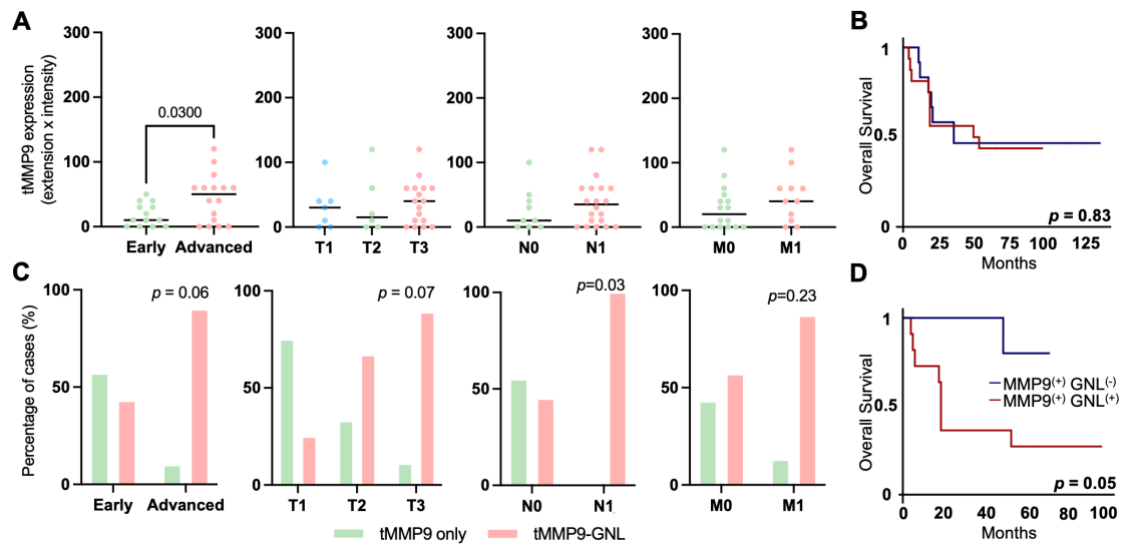 A
tMMP9 expression
(extension x intensity)
300
200
100
0
0.0300
Early Advanced
300
200
100
0
T1 T2 T3
300
200
100
0
N0 N1
300
200
100
0
M0 M1
B
Overall Survival
1
0.5
0
p = 0.83
0 25 50 75 100 125
Months
C
Percentage of cases (%)
100
50
0
p = 0.06
Early Advanced
100
50
0
p = 0.07
T1 T2 T3
100
50
0
p=0.03
N0 N1
100
50
0
p=0.23
M0 M1
tMMP9 only tMMP9-GNL
D
Overall Survival
1
0.5
0
MMP9(+) GNL(-)
MMP9(+) GNL(+)
p = 0.05
0 20 40 60 80 100
Months